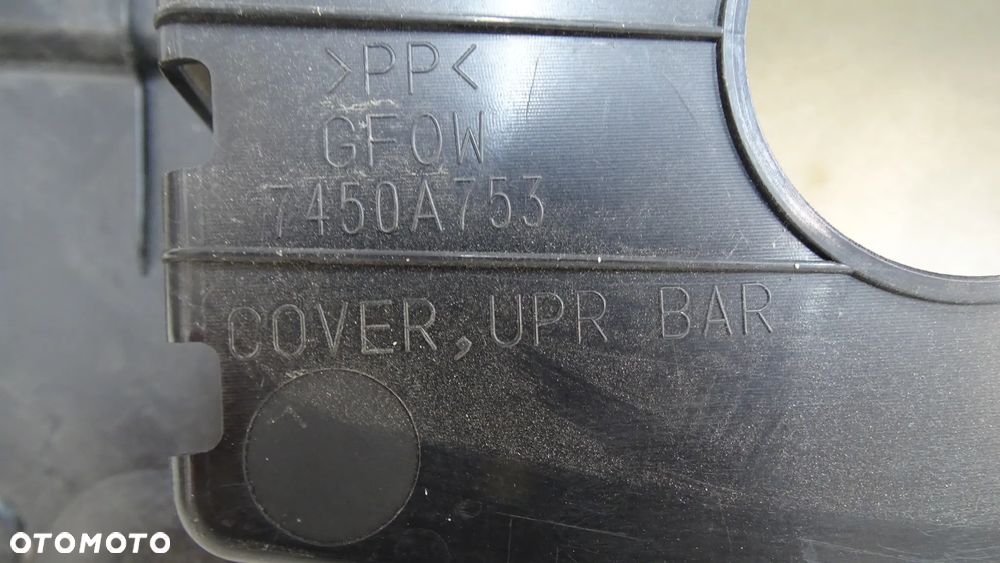 >PP<
GFOW
7450A753
COVER, UPR BAR
OTOMOTO